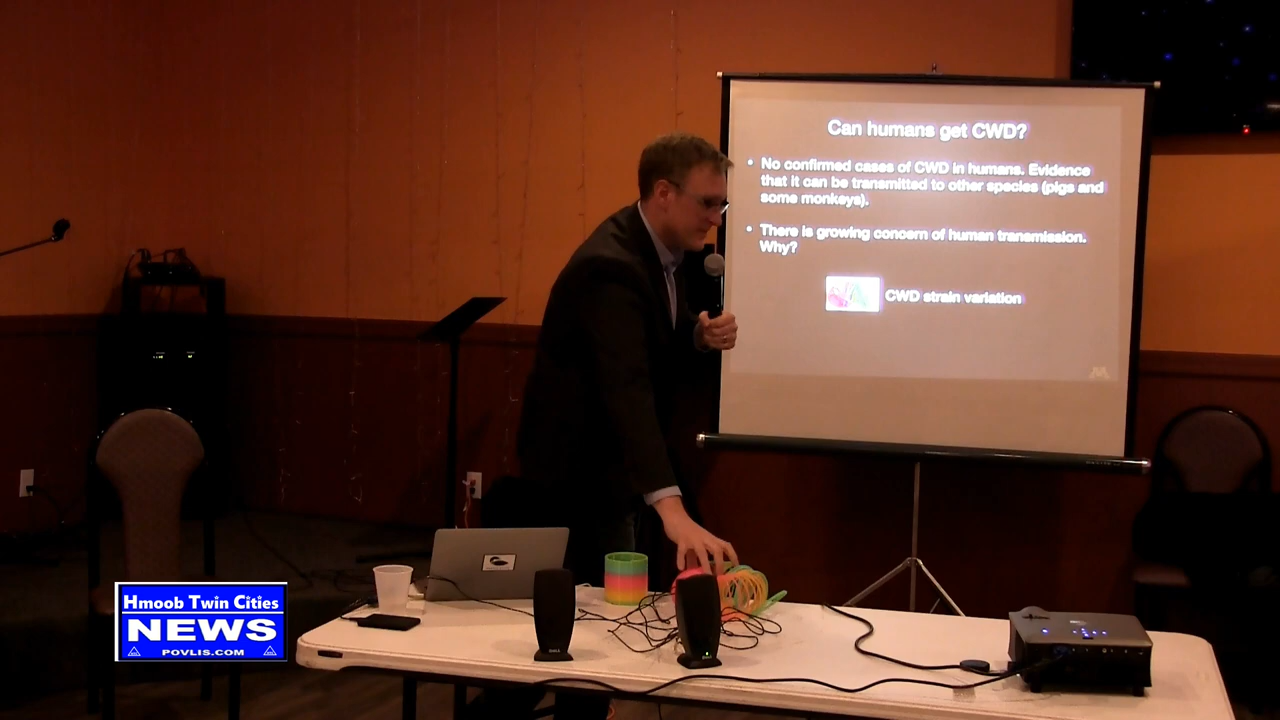 Can humans get CWD?
• No confirmed cases of CWD in humans. Evidence
that it can be transmitted to other species (pigs and
some monkeys).
• There is growing concern of human transmission.
Why?
CWD strain variation
Hmoob Twin Cities
NEWS
POVLIS.COM